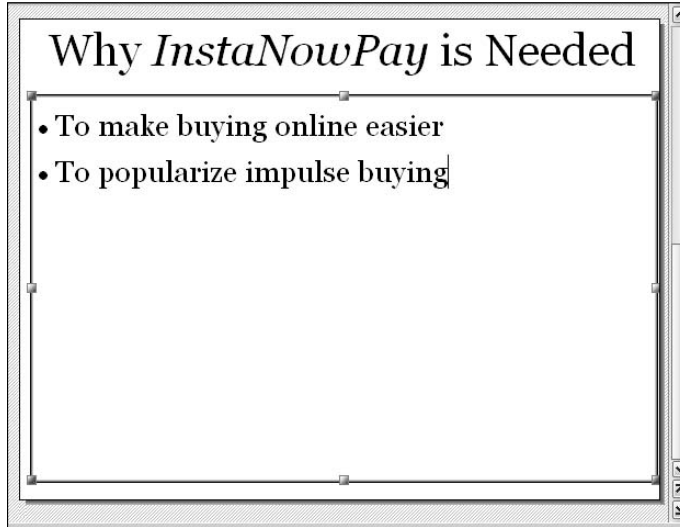 Why InstaNowPay is Needed
• To make buying online easier
• To popularize impulse buying